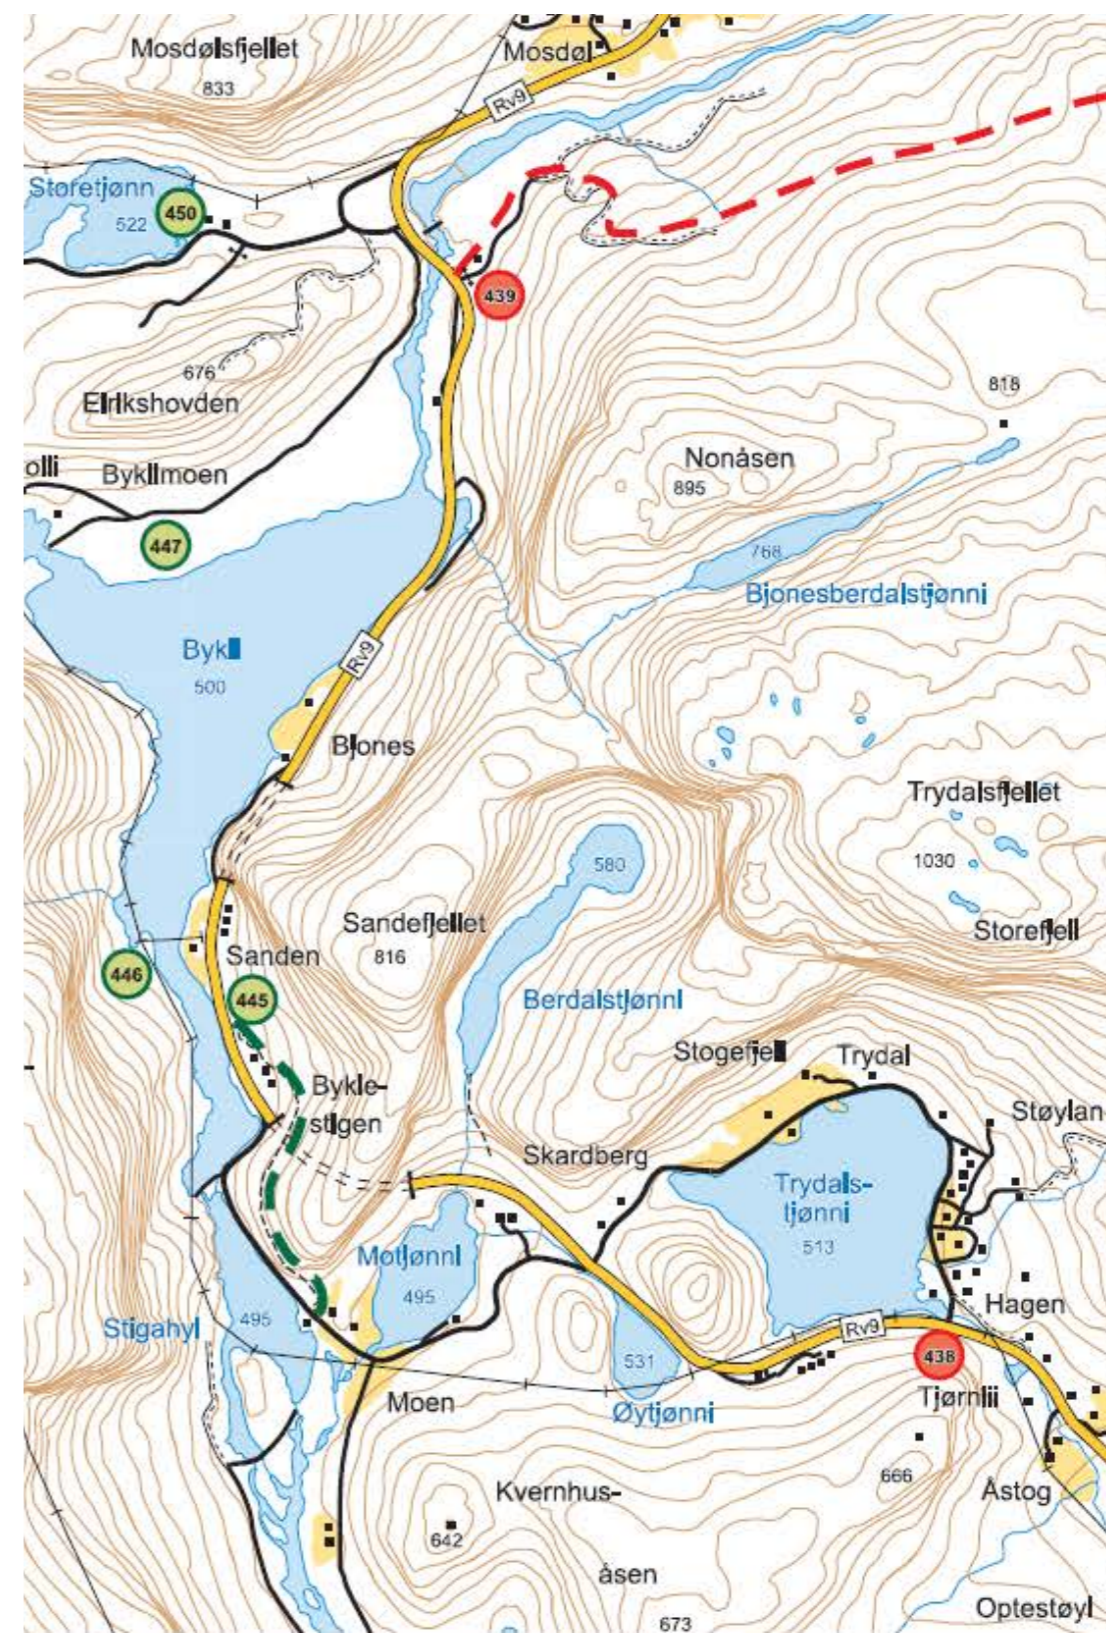 Mosdølsfjellet
833
Mosdøl
Rv9
Støretjønn
522
450
439
676
Eirikshovden
818
olli
Byklimoen
Nonåsen
895
447
768
Bjonesberdalstjønni
Bykil
500
Rv9
Bjones
Trydalsfjellet
580
1030
Sandefjellet
816
Storefjell
Sanden
446
445
Berdalstjønni
Stogefjell
Trydal
Bykle-
stigen
Støylan
Skardberg
Trydals-
tjønni
513
Motjønni
495
Hagen
Stigahyl
495
Rv9
531
438
Moen
Øytjønni
Tjørnlii
666
Kvernhus-
Åstog
642
åsen
673
Optestøyl